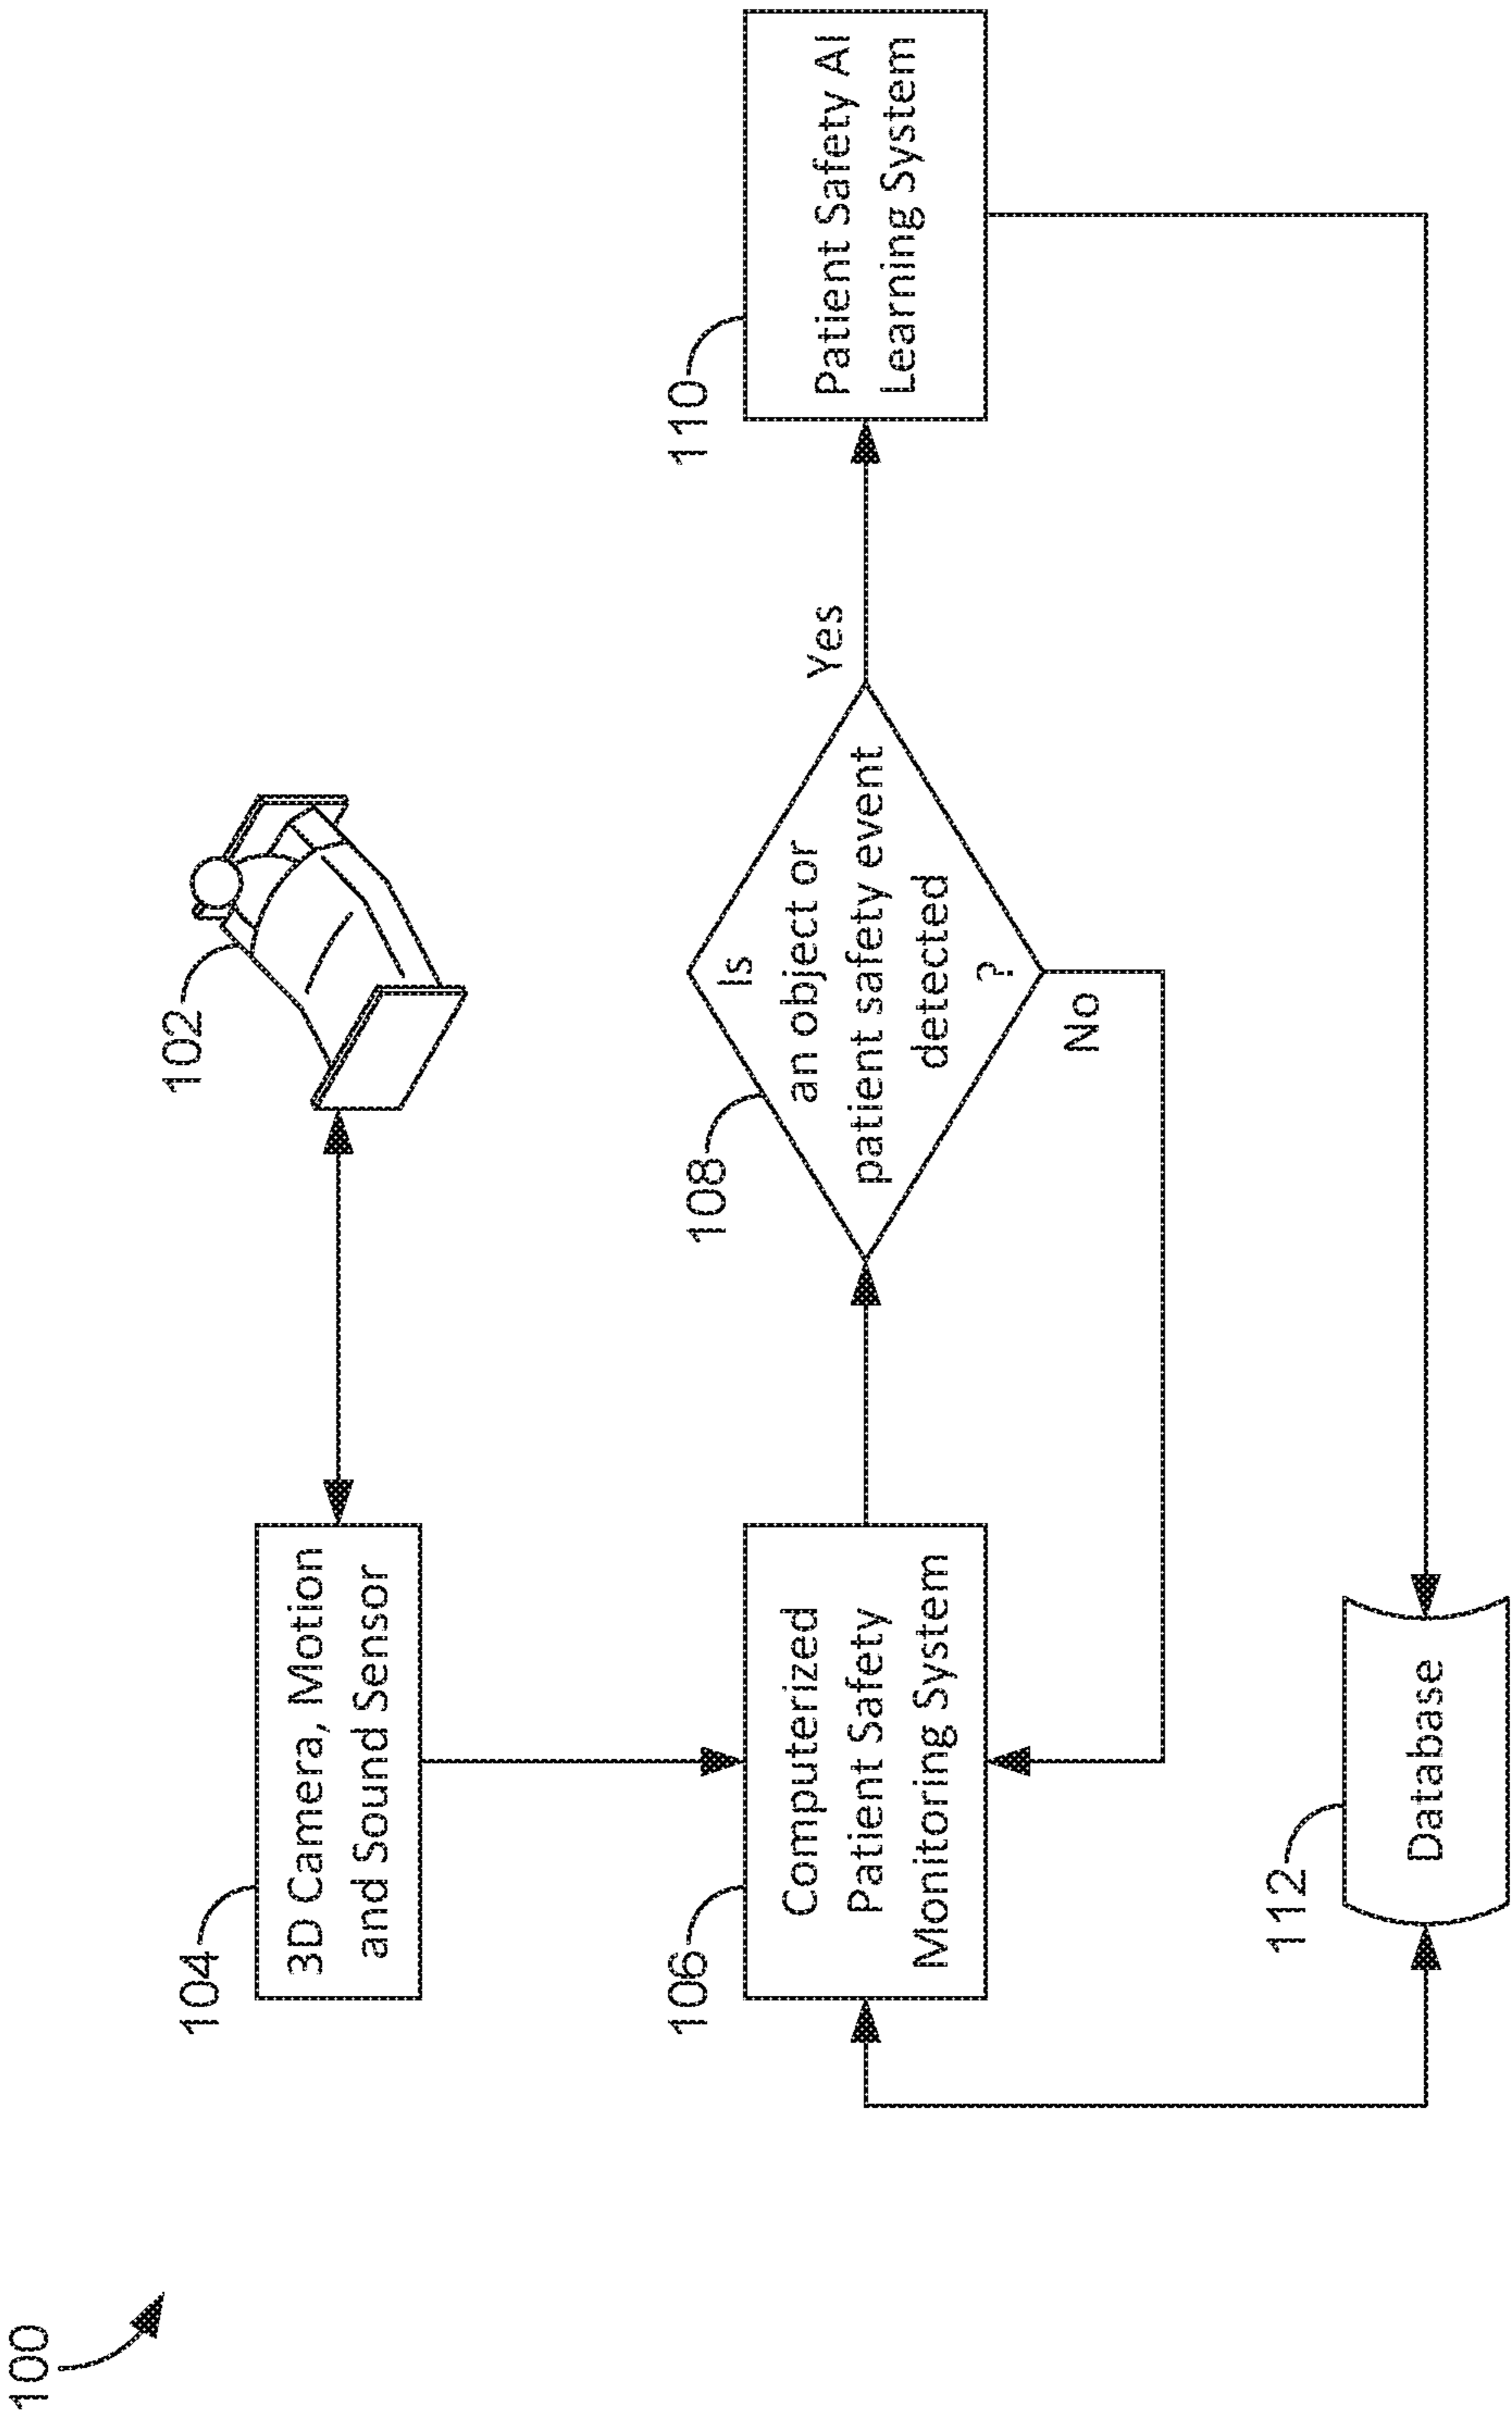 100
102
104
3D Camera, Motion
and Sound Sensor
106
Computerized
Patient Safety
Monitoring System
108
Is
an object or
patient safety event
detected
?
Yes
No
110
Patient Safety AI
Learning System
112
Database